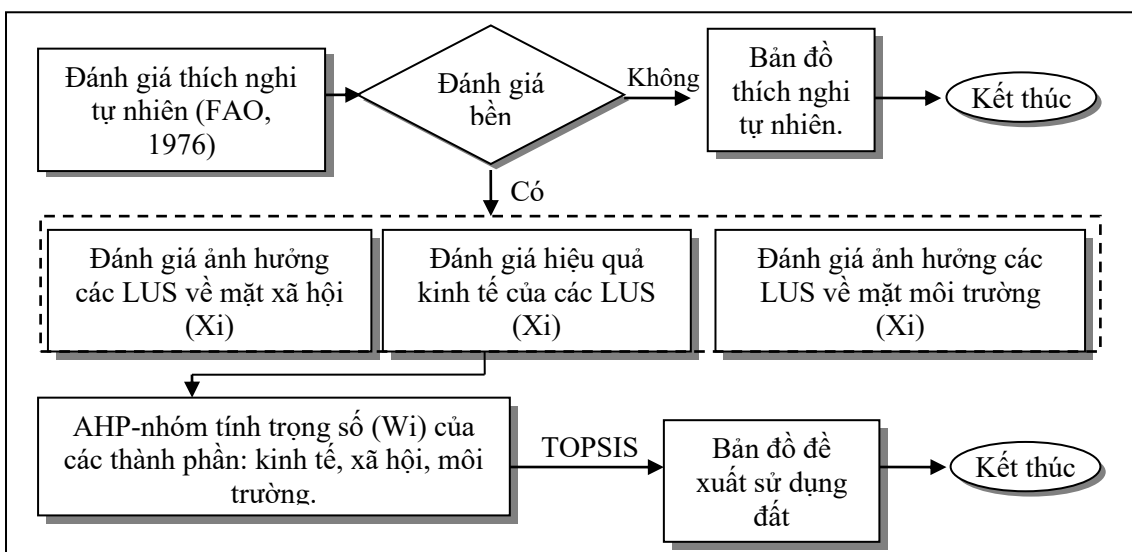 Đánh giá thích nghi
tự nhiên (FAO,
1976)
Đánh giá
bền
Không
Bản đồ
thích nghi
tự nhiên.
Kết thúc
Có
Đánh giá ảnh hưởng
các LUS về mặt xã hội
(Xi)
Đánh giá hiệu quả
kinh tế của các LUS
(Xi)
Đánh giá ảnh hưởng các
LUS về mặt môi trường
(Xi)
AHP-nhóm tính trọng số (Wi) của
các thành phần: kinh tế, xã hội, môi
trường.
TOPSIS
Bản đồ đề
xuất sử dụng
đất
Kết thúc